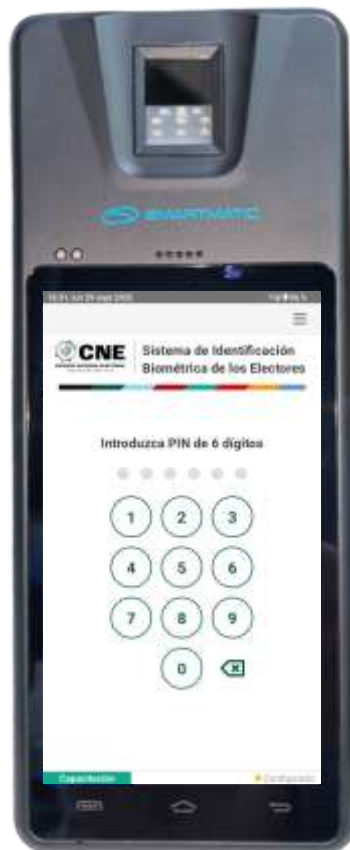 SMARTMATIC
CNE
Sistema de Identificación
Biométrica de los Electores
Introduzca PIN de 6 dígitos
1 2 3
4 5 6
7 8 9
0
Capacitación
Configurado